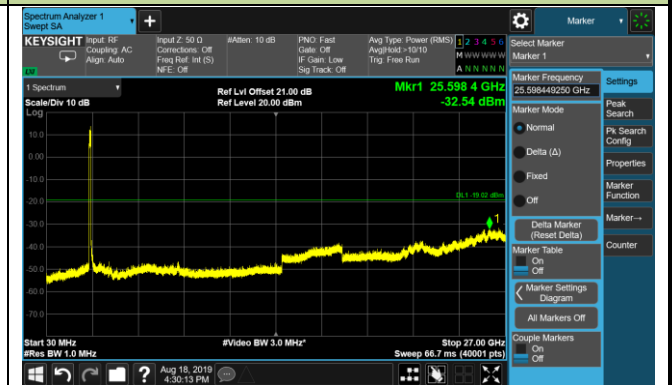 Spectrum Analyzer 1
Swept SA
+
Marker
KEYSIGHT
Input: RF
Coupling: AC
Align: Auto
Input Z: 50 Ω
Corrections: Off
Freq Ref: Int (S)
NFE: Off
#Atten: 10 dB
PNO: Fast
Gate: Off
IF Gain: Low
Sig Track: Off
Avg Type: Power (RMS)
Avg|Hold:>10/10
Trig: Free Run
1 2 3 4 5 6
M W W W W W
A N N N N N
LW
Select Marker
Marker 1
1 Spectrum
Scale/Div 10 dB
Log
Ref Lvl Offset 21.00 dB
Ref Level 20.00 dBm
Mkr1 25.598 4 GHz
-32.54 dBm
10.0
0.00
-10.0
-20.0
-30.0
-40.0
-50.0
-60.0
-70.0
DL1 -19.02 dBm
1
Start 30 MHz
#Res BW 1.0 MHz
#Video BW 3.0 MHz*
Stop 27.00 GHz
Sweep 66.7 ms (40001 pts)
Marker Frequency
25.598449250 GHz
Marker Mode
Normal
Delta (Δ)
Fixed
Off
Delta Marker
(Reset Delta)
Marker Table
On
Off
Marker Settings
Diagram
All Markers Off
Couple Markers
On
Off
Settings
Peak
Search
Pk Search
Config
Properties
Marker
Function
Marker→
Counter
?
Aug 18, 2019
4:30:13 PM